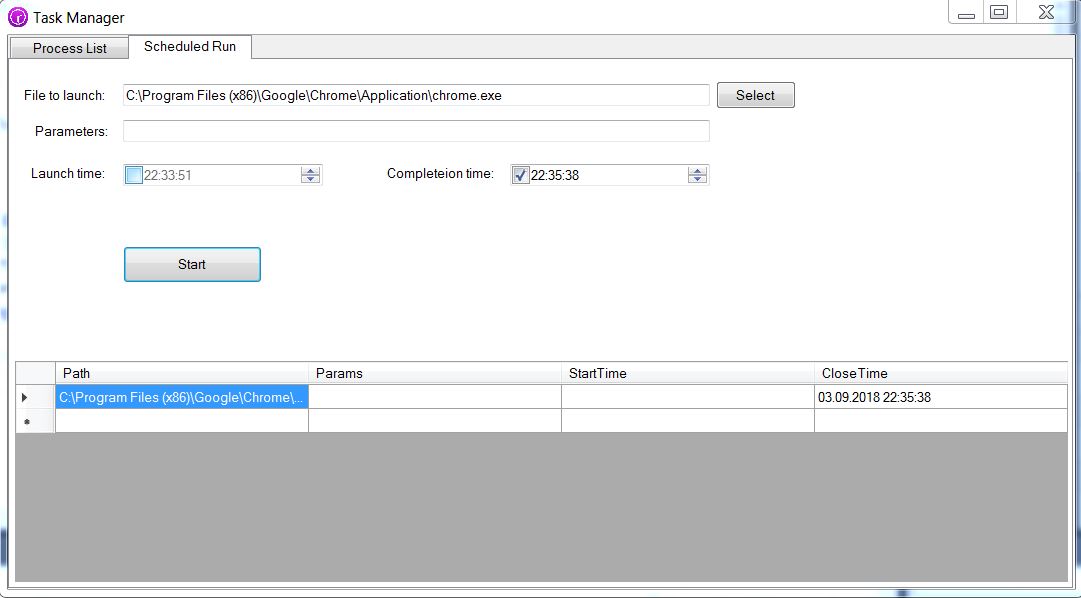 Task Manager
Process List Scheduled Run
File to launch: C:\Program Files (x86)\Google\Chrome\Application\chrome.exe Select
Parameters:
Launch time: 22:33:51 Completeion time: 22:35:38
Start
Path Params StartTime CloseTime
C:\Program Files (x86)\Google\Chrome\... 03.09.2018 22:35:38